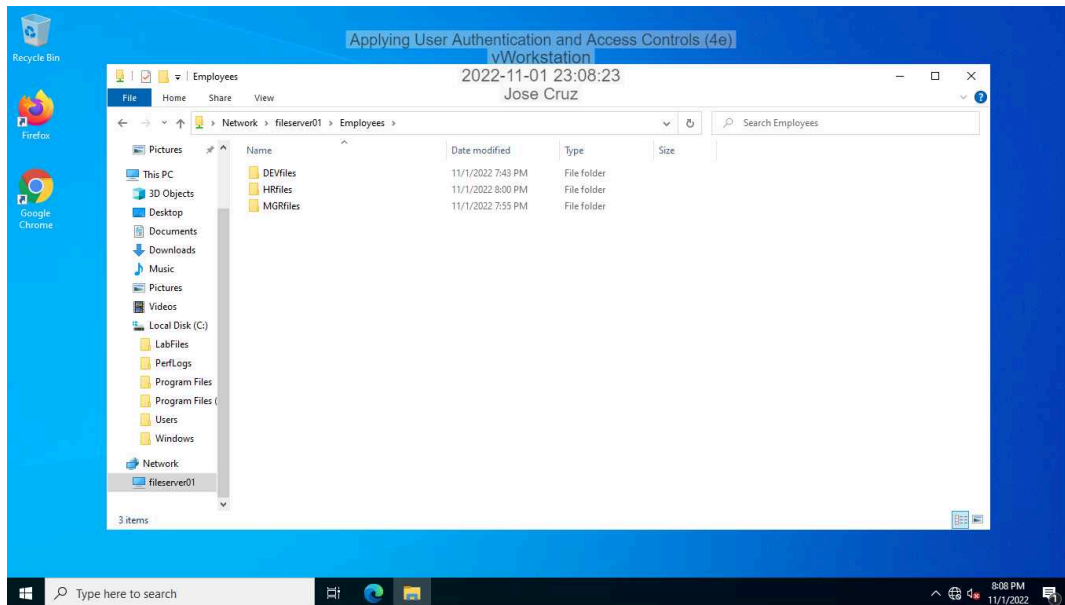 Recycle Bin
Applying User Authentication and Access Controls (4e)
vWorkstation
2022-11-01 23:08:23
Jose Cruz
Employees
File Home Share View
Network > fileserver01 > Employees >
Search Employees
Firefox
Google
Chrome
Pictures
This PC
3D Objects
Desktop
Documents
Downloads
Music
Pictures
Videos
Local Disk (C:)
LabFiles
PerfLogs
Program Files
Program Files (
Users
Windows
Network
fileserver01
Name Date modified Type Size
DEVfiles 11/1/2022 7:43 PM File folder
HRfiles 11/1/2022 8:00 PM File folder
MGRfiles 11/1/2022 7:55 PM File folder
3 items
Type here to search
8:08 PM
11/1/2022
1